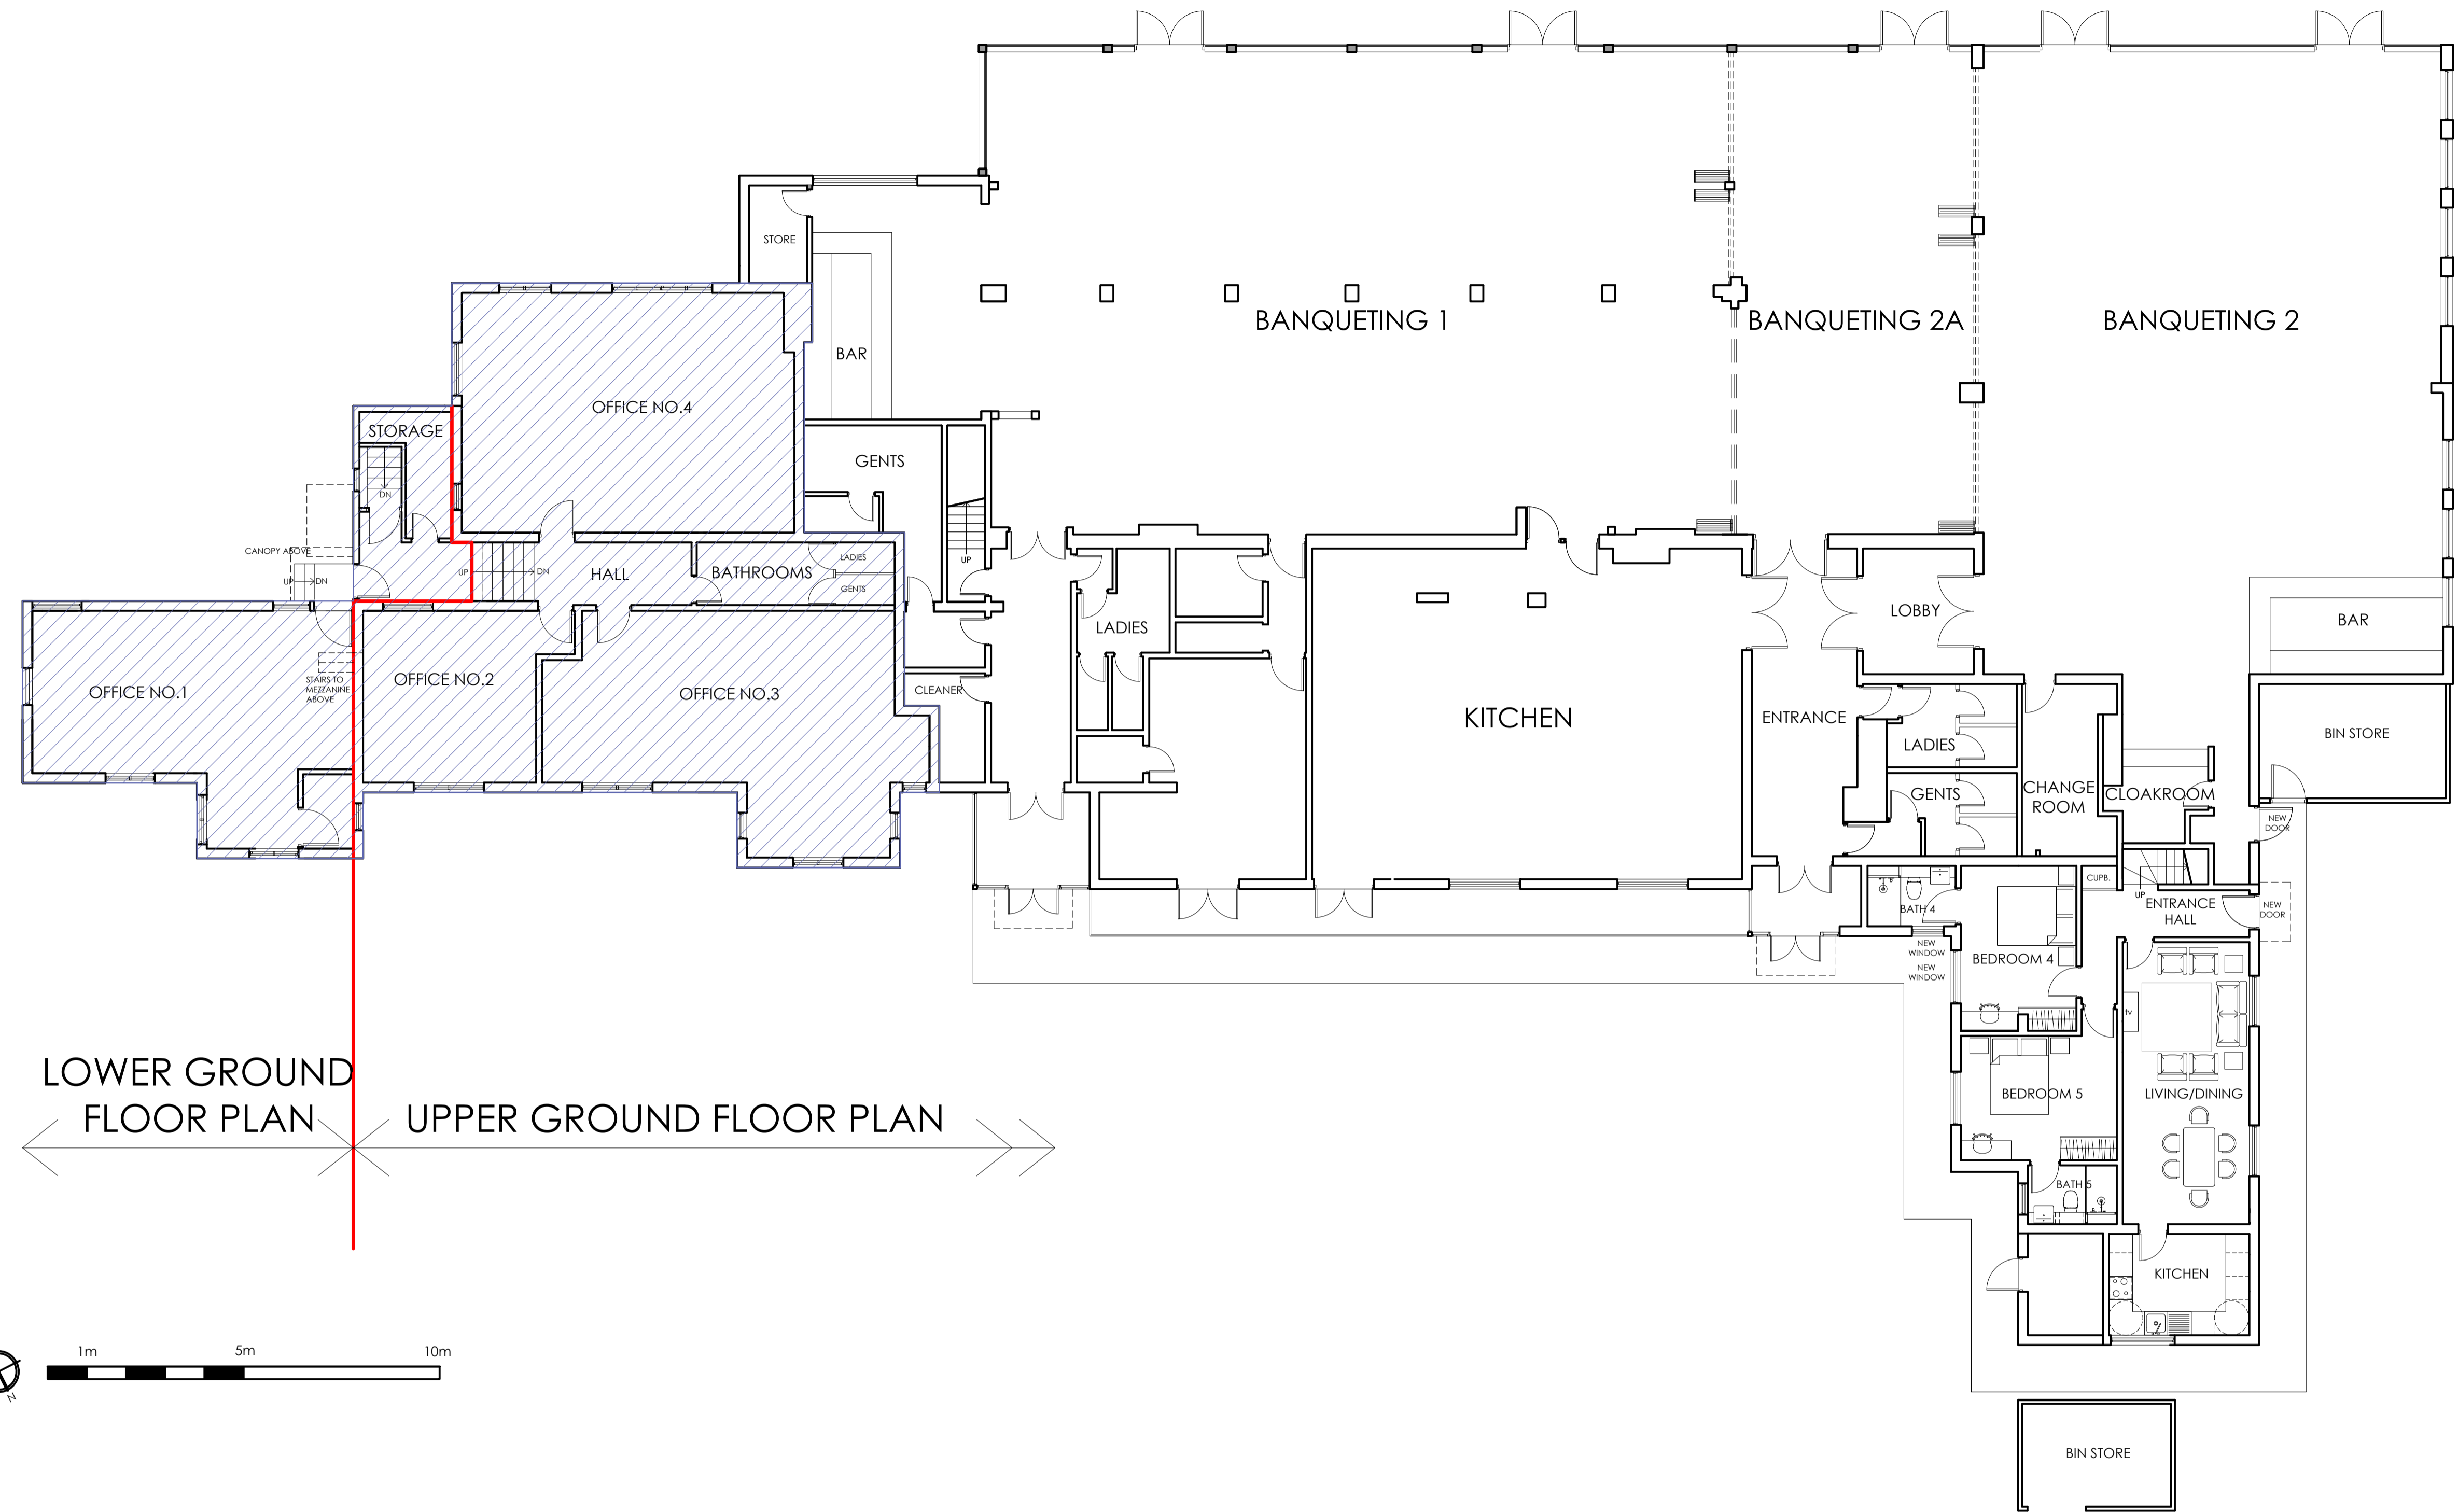 STORE
BANQUETING 1
BANQUETING 2A
BANQUETING 2
BAR
OFFICE NO.4
STORAGE
GENTS
DN
CANOPY ABOVE
UP
DN
UP
DN
HALL
BATHROOMS
LADIES
GENTS
UP
LADIES
LOBBY
BAR
OFFICE NO.1
STAIRS TO
MEZZANINE
ABOVE
OFFICE NO.2
OFFICE NO.3
CLEANER
KITCHEN
ENTRANCE
LADIES
GENTS
CHANGE
ROOM
CLOAKROOM
BIN STORE
NEW
DOOR
CUPB.
UP
ENTRANCE
HALL
NEW
DOOR
BATH 4
NEW
WINDOW
NEW
WINDOW
BEDROOM 4
tv
BEDROOM 5
LIVING/DINING
BATH 5
KITCHEN
BIN STORE
LOWER GROUND
FLOOR PLAN
UPPER GROUND FLOOR PLAN
1m
5m
10m
N